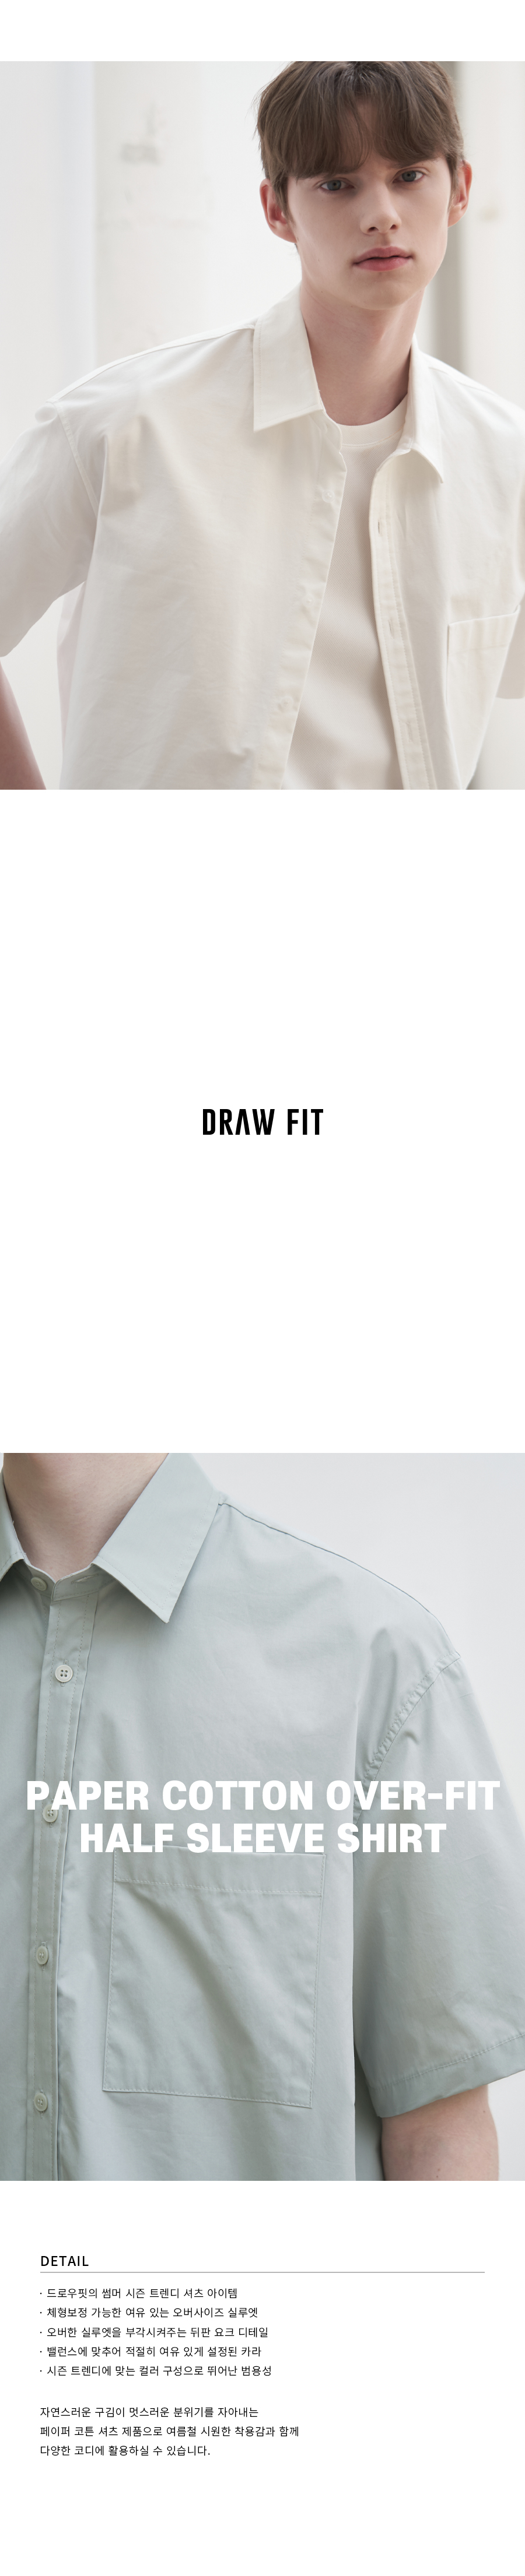 DRAW FIT
PAPER COTTON OVER-FIT
HALF SLEEVE SHIRT
DETAIL
· 드로우핏의 썸머 시즌 트렌디 셔츠 아이템
· 체형보정 가능한 여유 있는 오버사이즈 실루엣
· 오버한 실루엣을 부각시켜주는 뒤판 요크 디테일
· 밸런스에 맞추어 적절히 여유 있게 설정된 카라
· 시즌 트렌디에 맞는 컬러 구성으로 뛰어난 범용성
자연스러운 구김이 멋스러운 분위기를 자아내는
페이퍼 코튼 셔츠 제품으로 여름철 시원한 착용감과 함께
다양한 코디에 활용하실 수 있습니다.